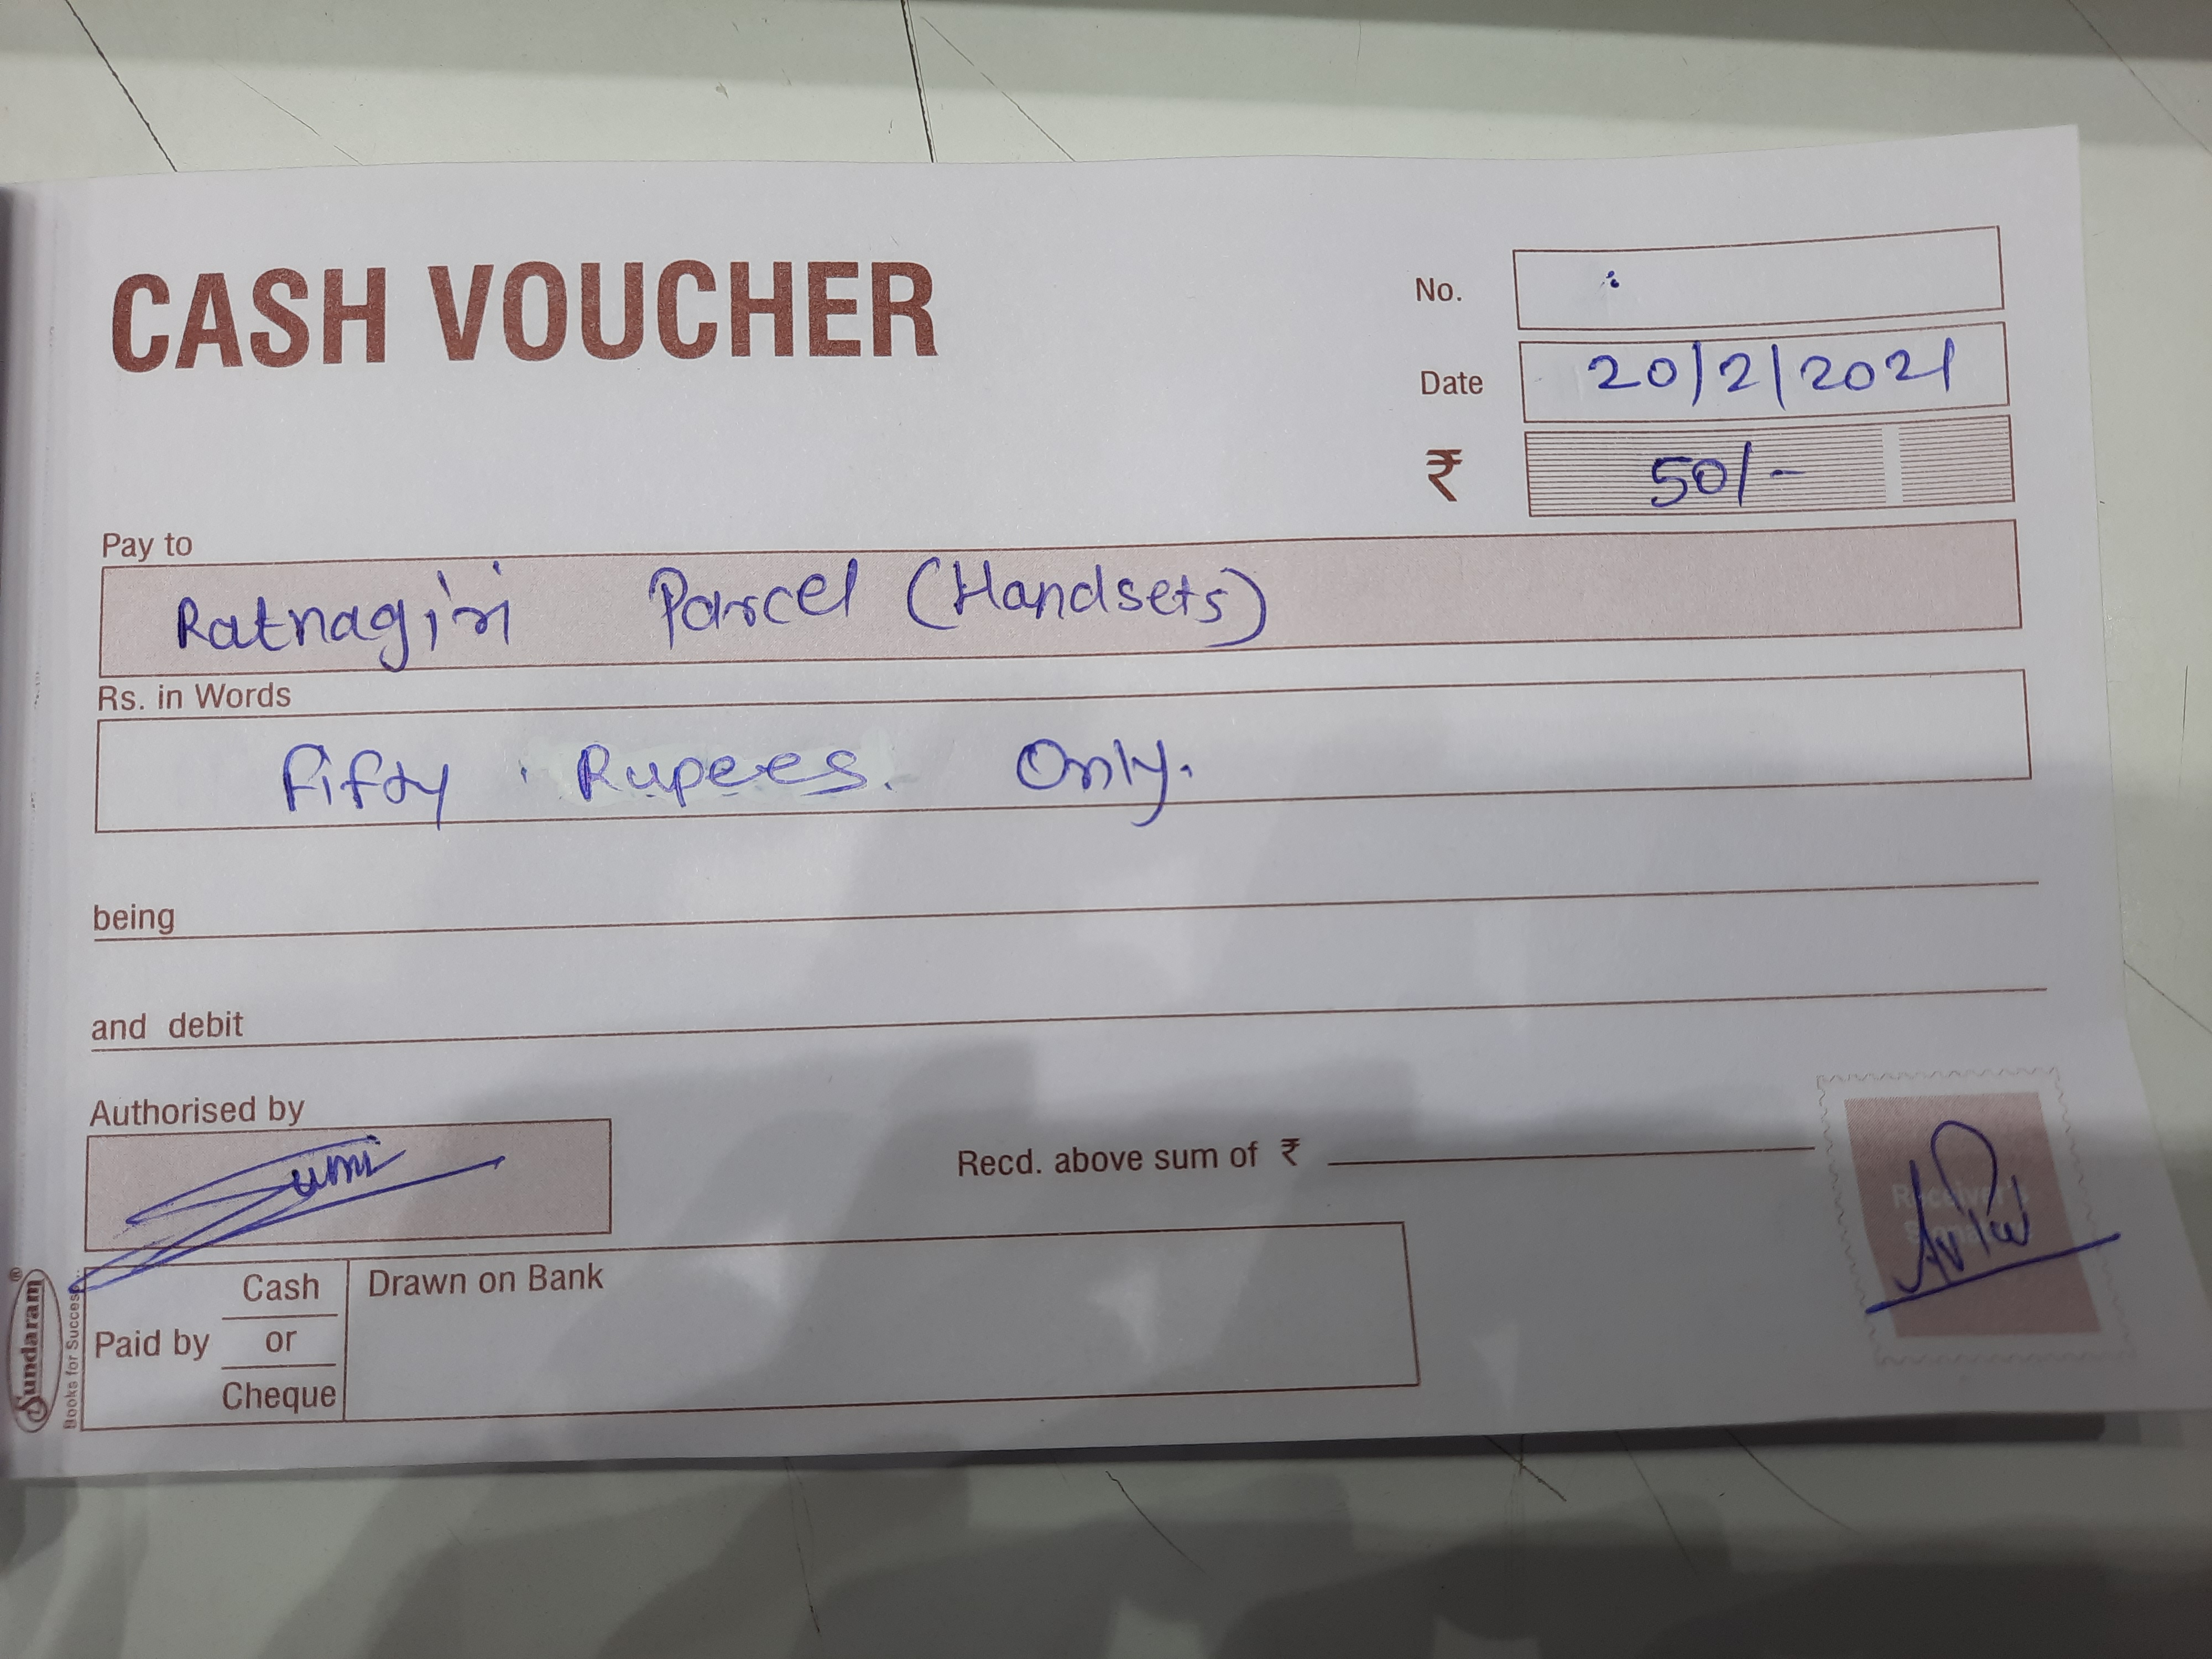 CASH VOUCHER
No.
Date 20/2/2021
₹ 50/-
Pay to
Ratnagiri Parcel (Handsets)
Rs. in Words
Fifty Rupees. Only.
being
and debit
Authorised by
Recd. above sum of ₹
Receiver's
Paid by Cash or Cheque
Drawn on Bank
Sundaram®
Books for Success